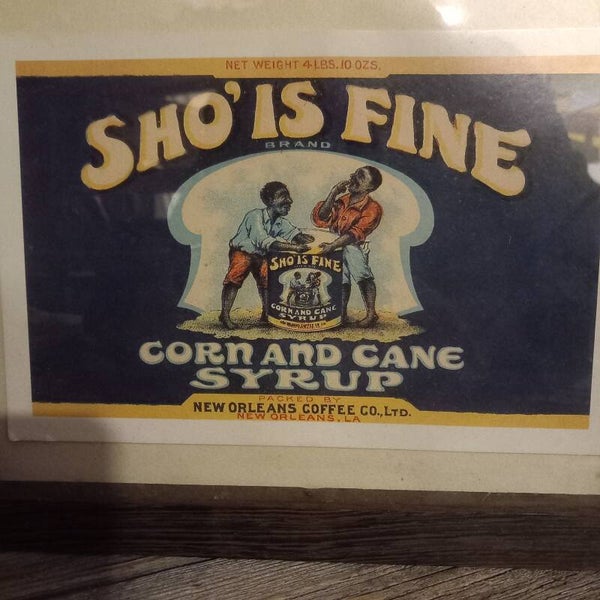 NET WEIGHT 4 LBS. 10 OZS.
SHO' IS FINE
BRAND
SHO' IS FINE
CORN AND CANE
SYRUP
CORN AND CANE
SYRUP
PACKED BY
NEW ORLEANS COFFEE CO., LTD.
NEW ORLEANS, LA